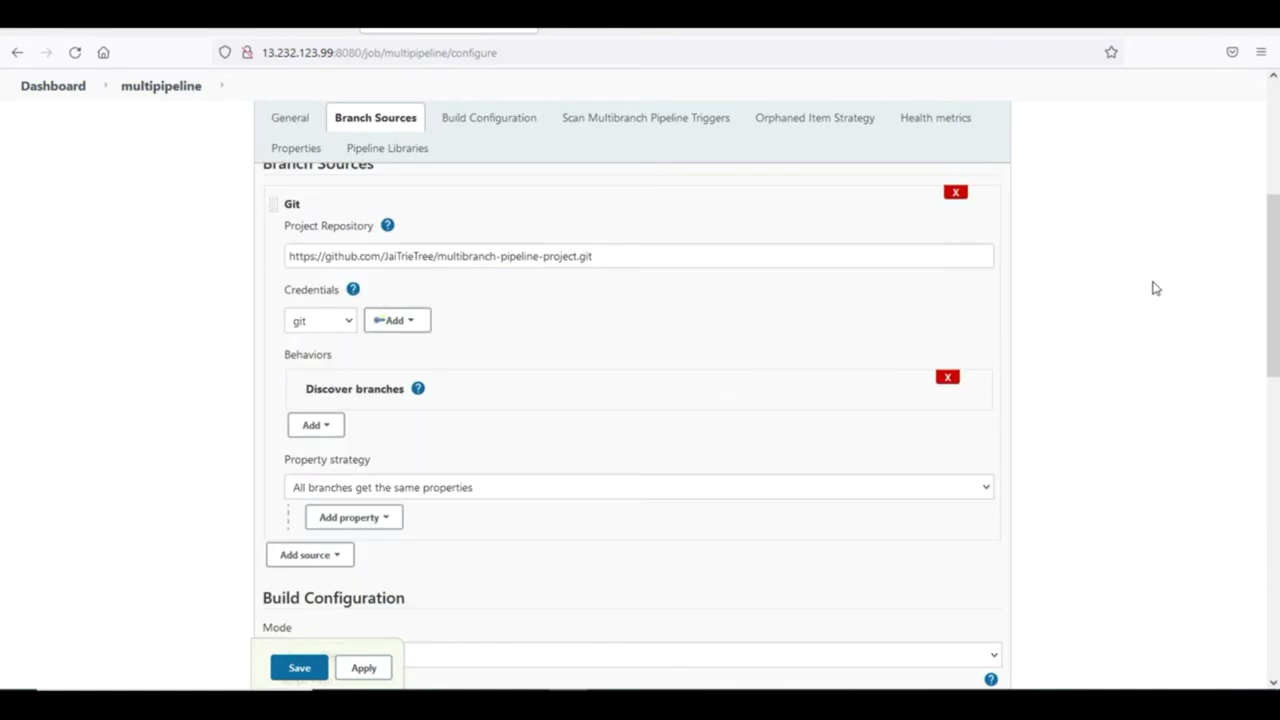 13.232.123.99:8080/job/multipipeline/configure
Dashboard multipipeline
General Branch Sources Build Configuration Scan Multibranch Pipeline Triggers Orphaned Item Strategy Health metrics
Properties Pipeline Libraries
Branch Sources
X
Git
Project Repository ?
https://github.com/JaiTrieTree/multibranch-pipeline-project.git
Credentials ?
git Add
Behaviors
X
Discover branches ?
Add
Property strategy
All branches get the same properties
Add property
Add source
Build Configuration
Mode
Save Apply
?